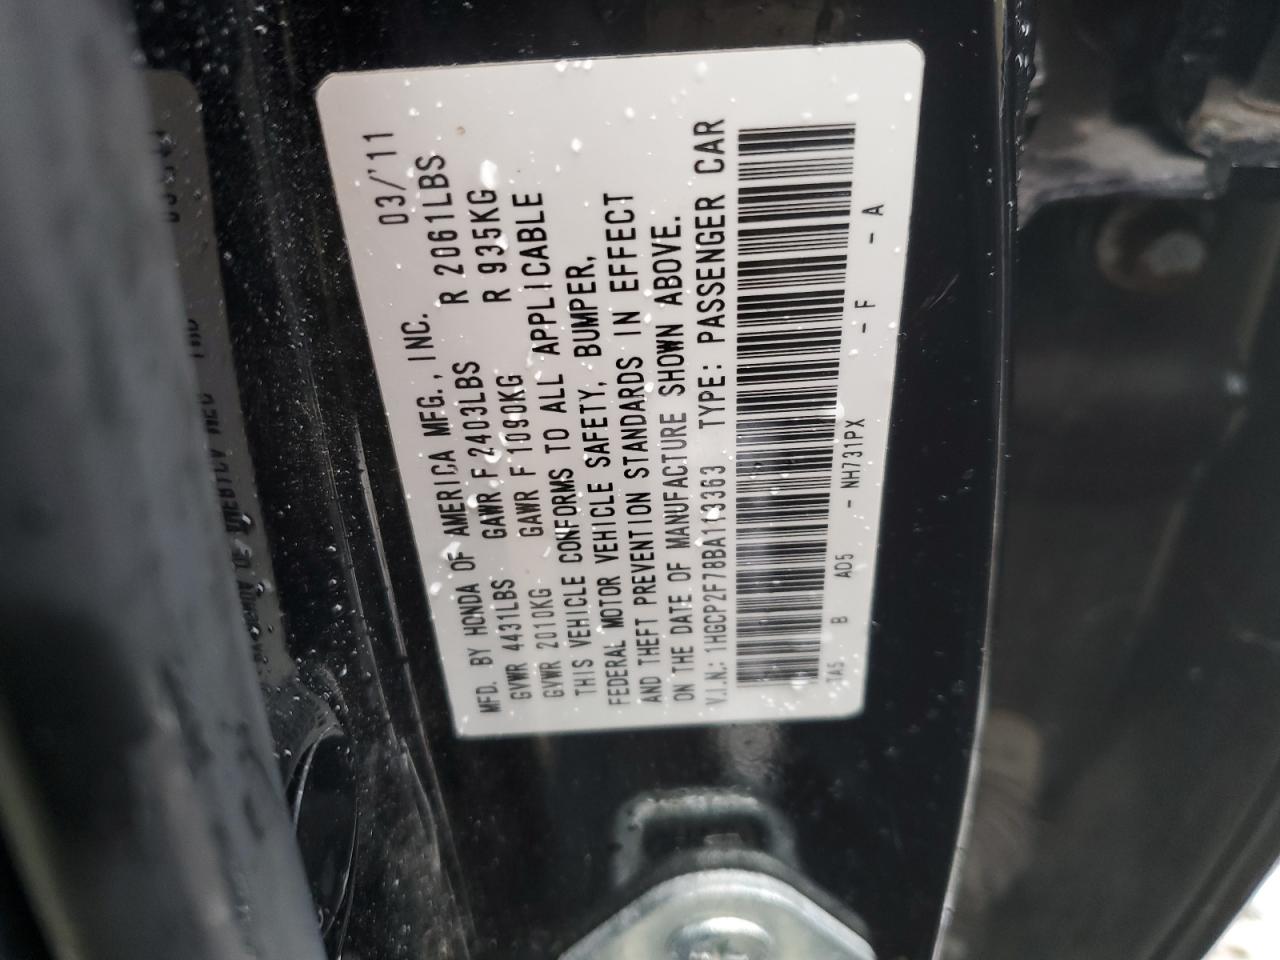 MFD. BY HONDA OF AMERICA MFG., INC. 03/'11
GVWR 4431LBS GAWR F 2403LBS R 2061LBS
GVWR 2010KG GAWR F 1090KG R 935KG
THIS VEHICLE CONFORMS TO ALL APPLICABLE
FEDERAL MOTOR VEHICLE SAFETY, BUMPER,
AND THEFT PREVENTION STANDARDS IN EFFECT
ON THE DATE OF MANUFACTURE SHOWN ABOVE.
V.I.N.: 1HGCP2F78BA113363 TYPE: PASSENGER CAR
TA5 B AD5 - NH731PX - F - A